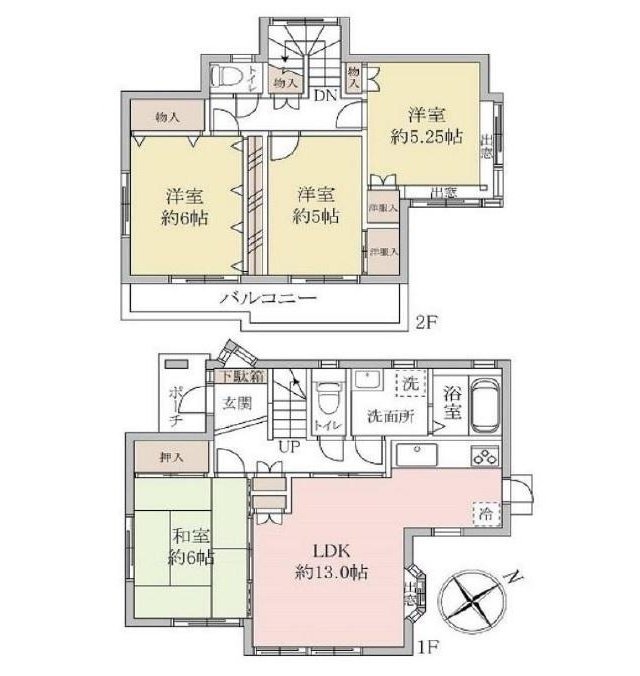 トイレ
物入
物入
DN
洋室
約5.25帖
出窓
出窓
物入
洋室
約6帖
洋室
約5帖
洋服入
洋服入
バルコニー
2F
下駄箱
ポーチ
玄関
UP
トイレ
洗
洗面所
浴室
押入
冷
和室
約6帖
LDK
約13.0帖
出窓
N
1F